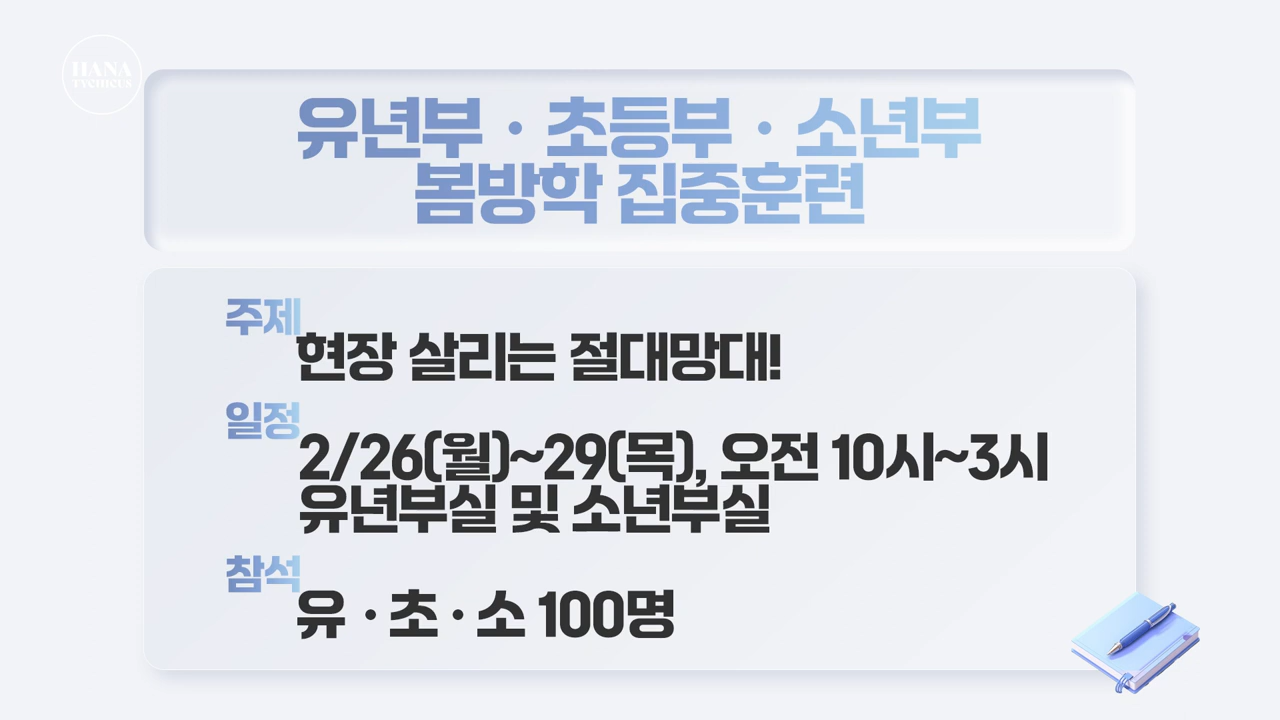 HANA
TYCHICUS
유년부 · 초등부 · 소년부
봄방학 집중훈련
주제
현장 살리는 절대망대!
일정
2/26(월)~29(목), 오전 10시~3시
유년부실 및 소년부실
참석
유 · 초 · 소 100명